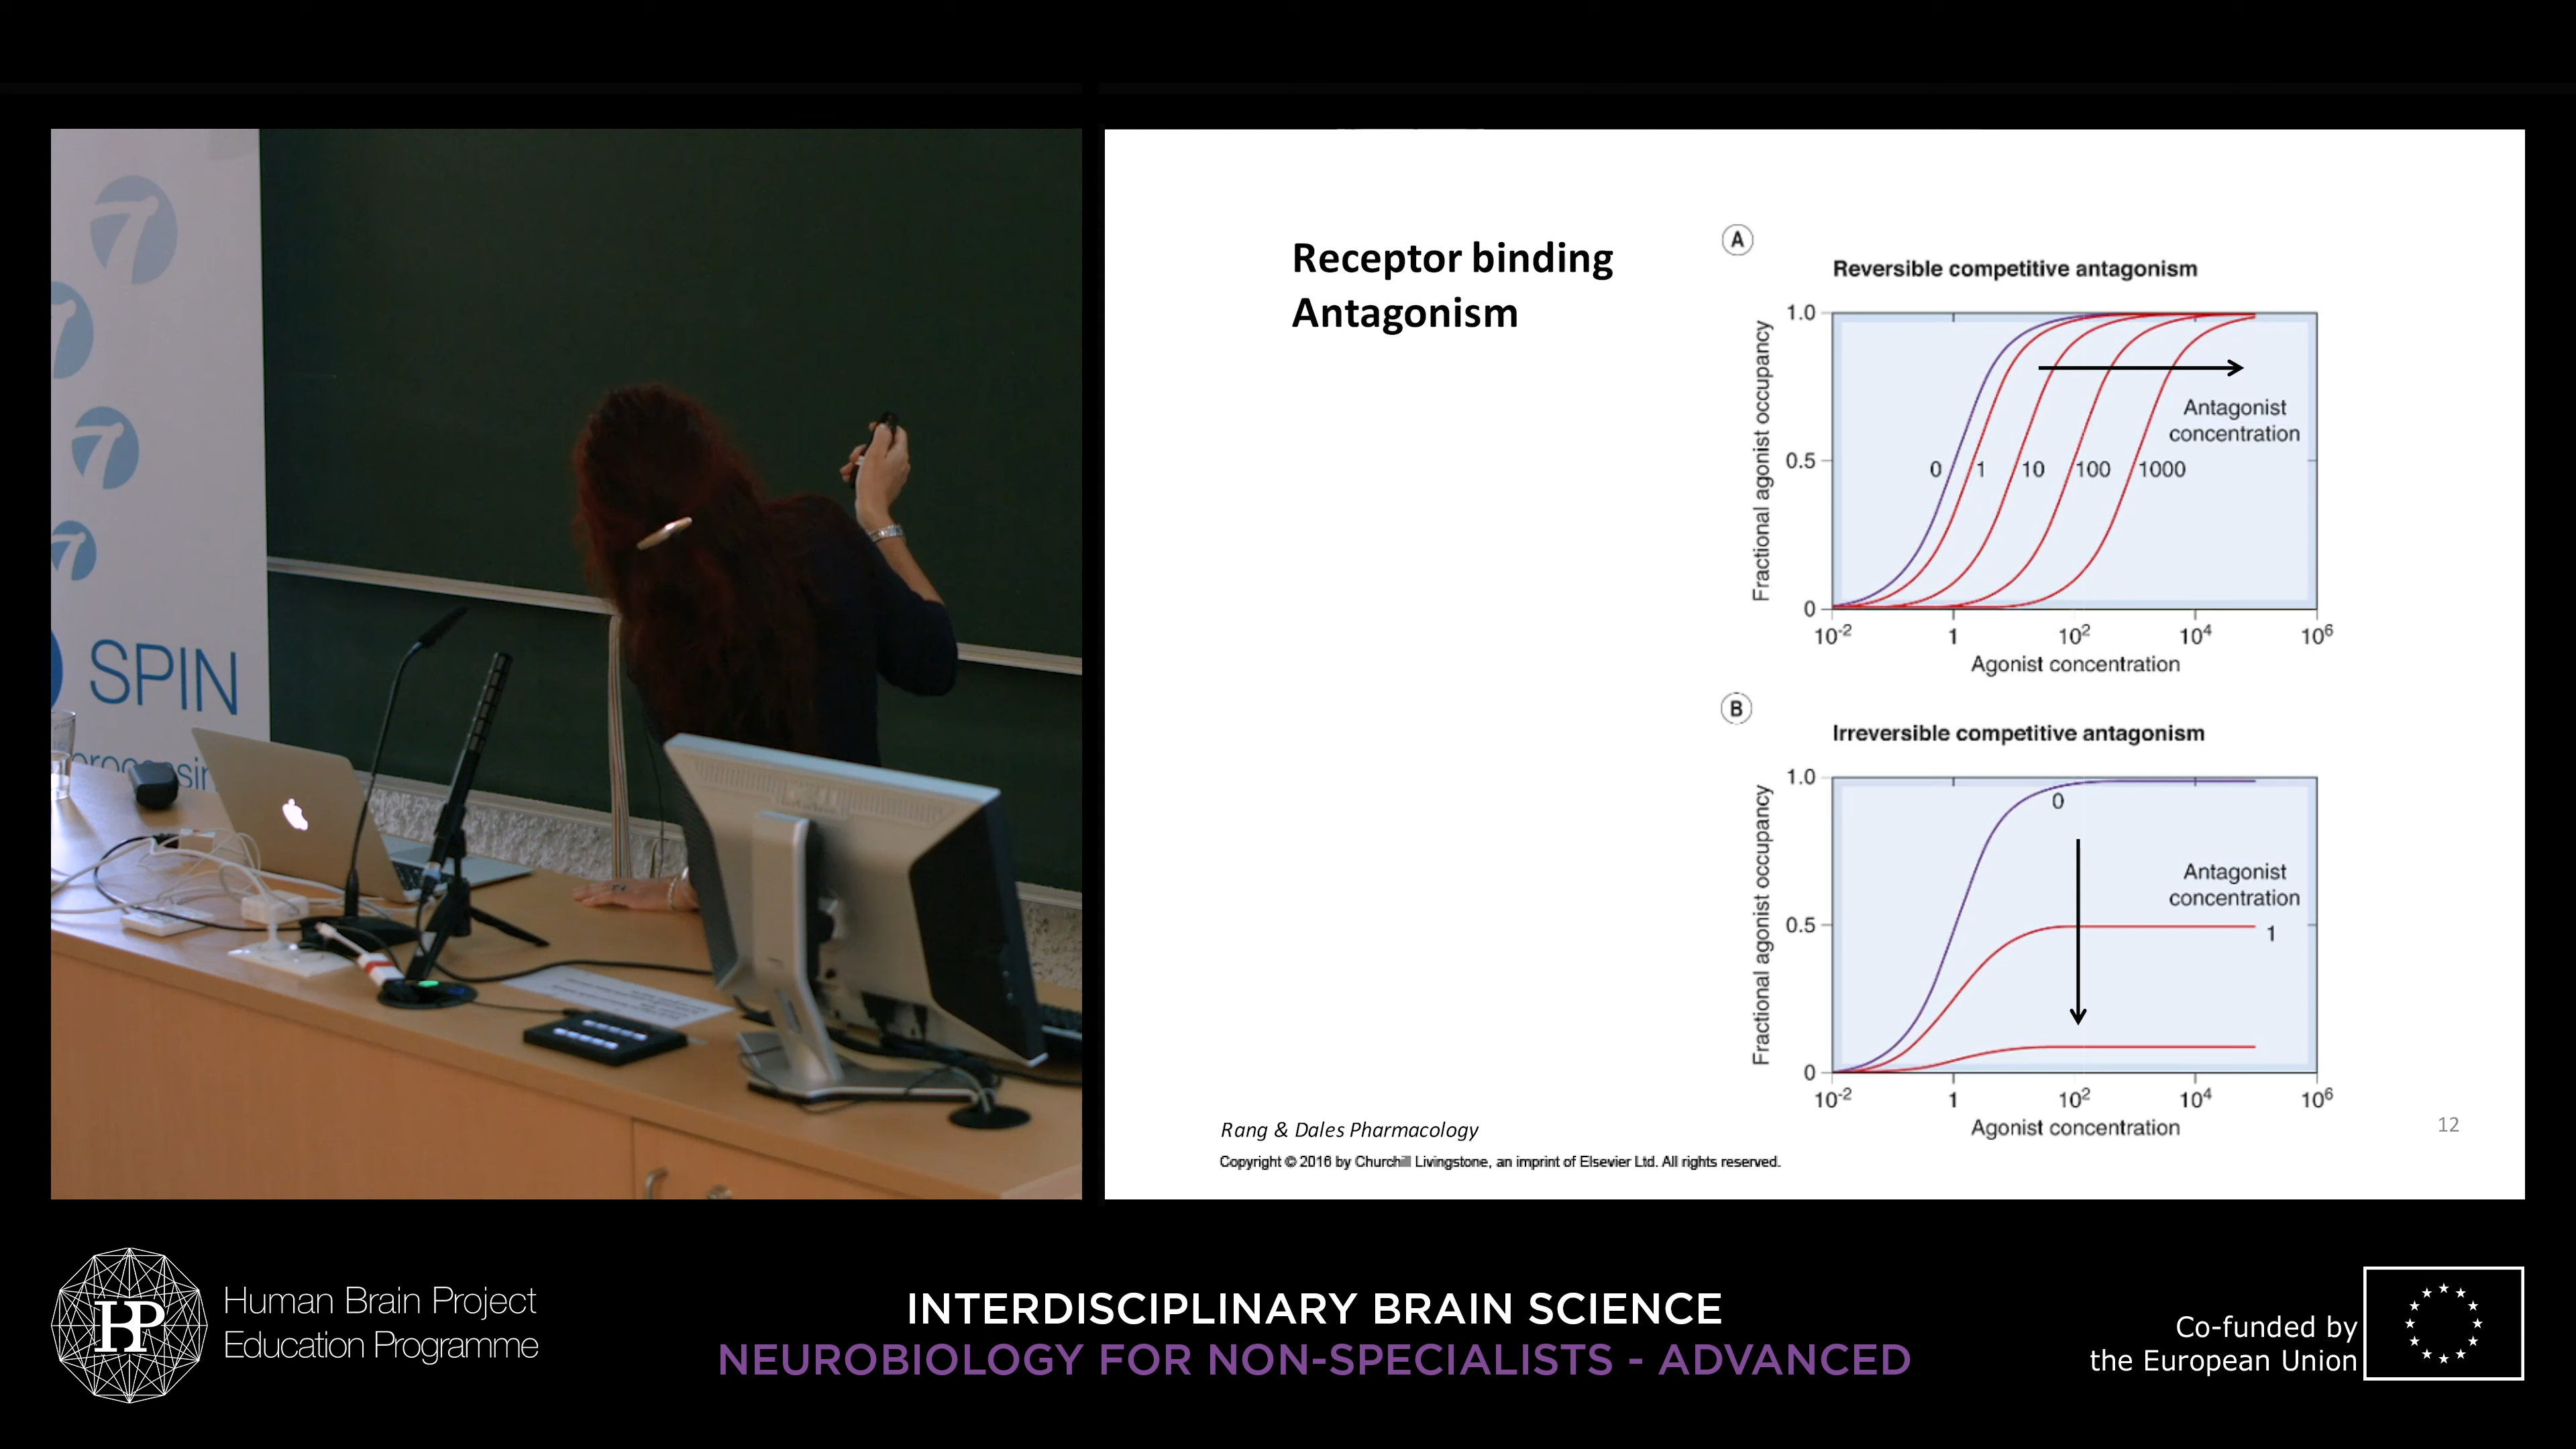 SPIN
Receptor binding
Antagonism
A
Reversible competitive antagonism
Fractional agonist occupancy
1.0
0.5
0
0
1
10
100
1000
Antagonist
concentration
10-2
1
10²
10⁴
10⁶
Agonist concentration
B
Irreversible competitive antagonism
Fractional agonist occupancy
1.0
0.5
0
0
Antagonist
concentration
1
10-2
1
10²
10⁴
10⁶
Agonist concentration
Rang & Dales Pharmacology
Copyright © 2016 by Churchill Livingstone, an imprint of Elsevier Ltd. All rights reserved.
12
HBP
Human Brain Project
Education Programme
INTERDISCIPLINARY BRAIN SCIENCE
NEUROBIOLOGY FOR NON-SPECIALISTS - ADVANCED
Co-funded by
the European Union